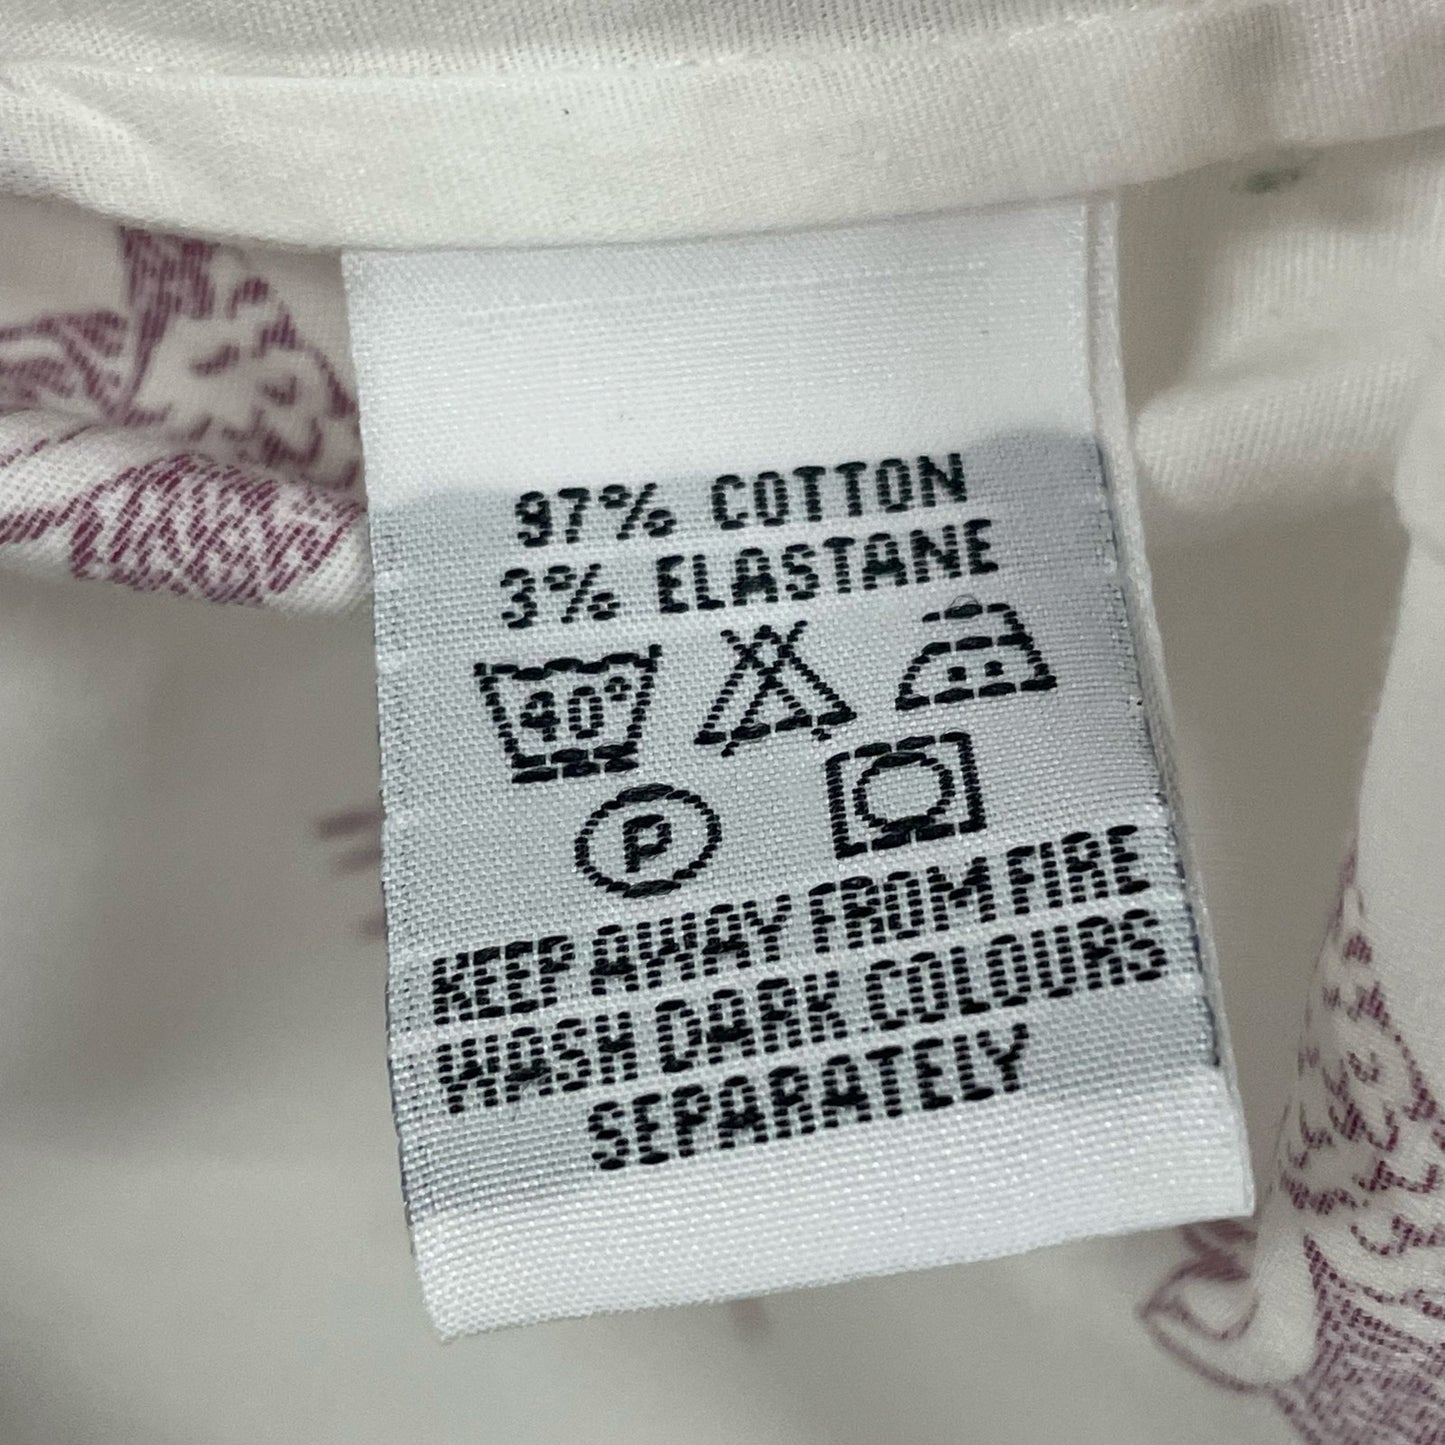 97% COTTON
3% ELASTANE
40°
P
KEEP AWAY FROM FIRE
WASH DARK COLOURS
SEPARATELY